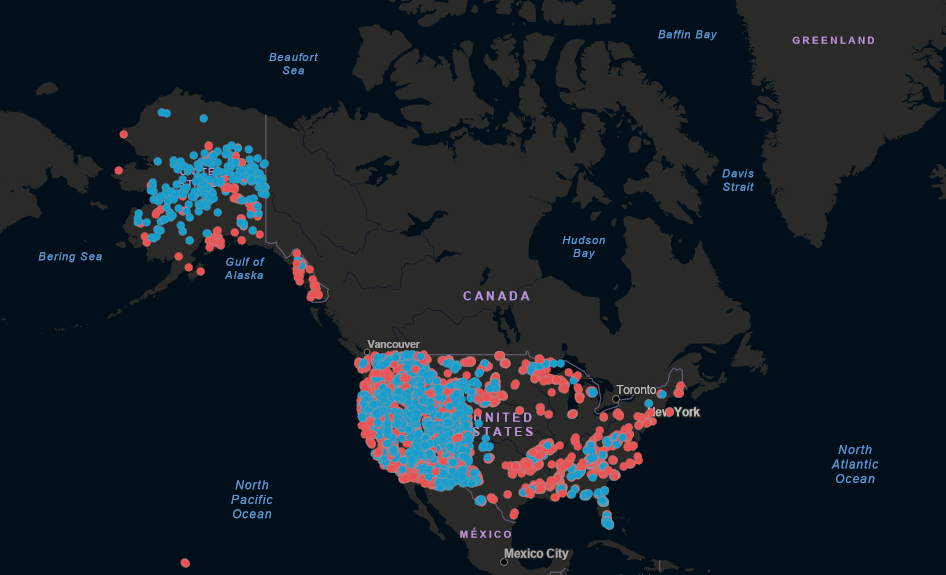 Baffin Bay
GREENLAND
Beaufort
Sea
Davis
Strait
Hudson
Bay
Bering Sea
Gulf of
Alaska
CANADA
Vancouver
Toronto
New York
UNITED
STATES
North
Atlantic
Ocean
North
Pacific
Ocean
MÉXICO
Mexico City